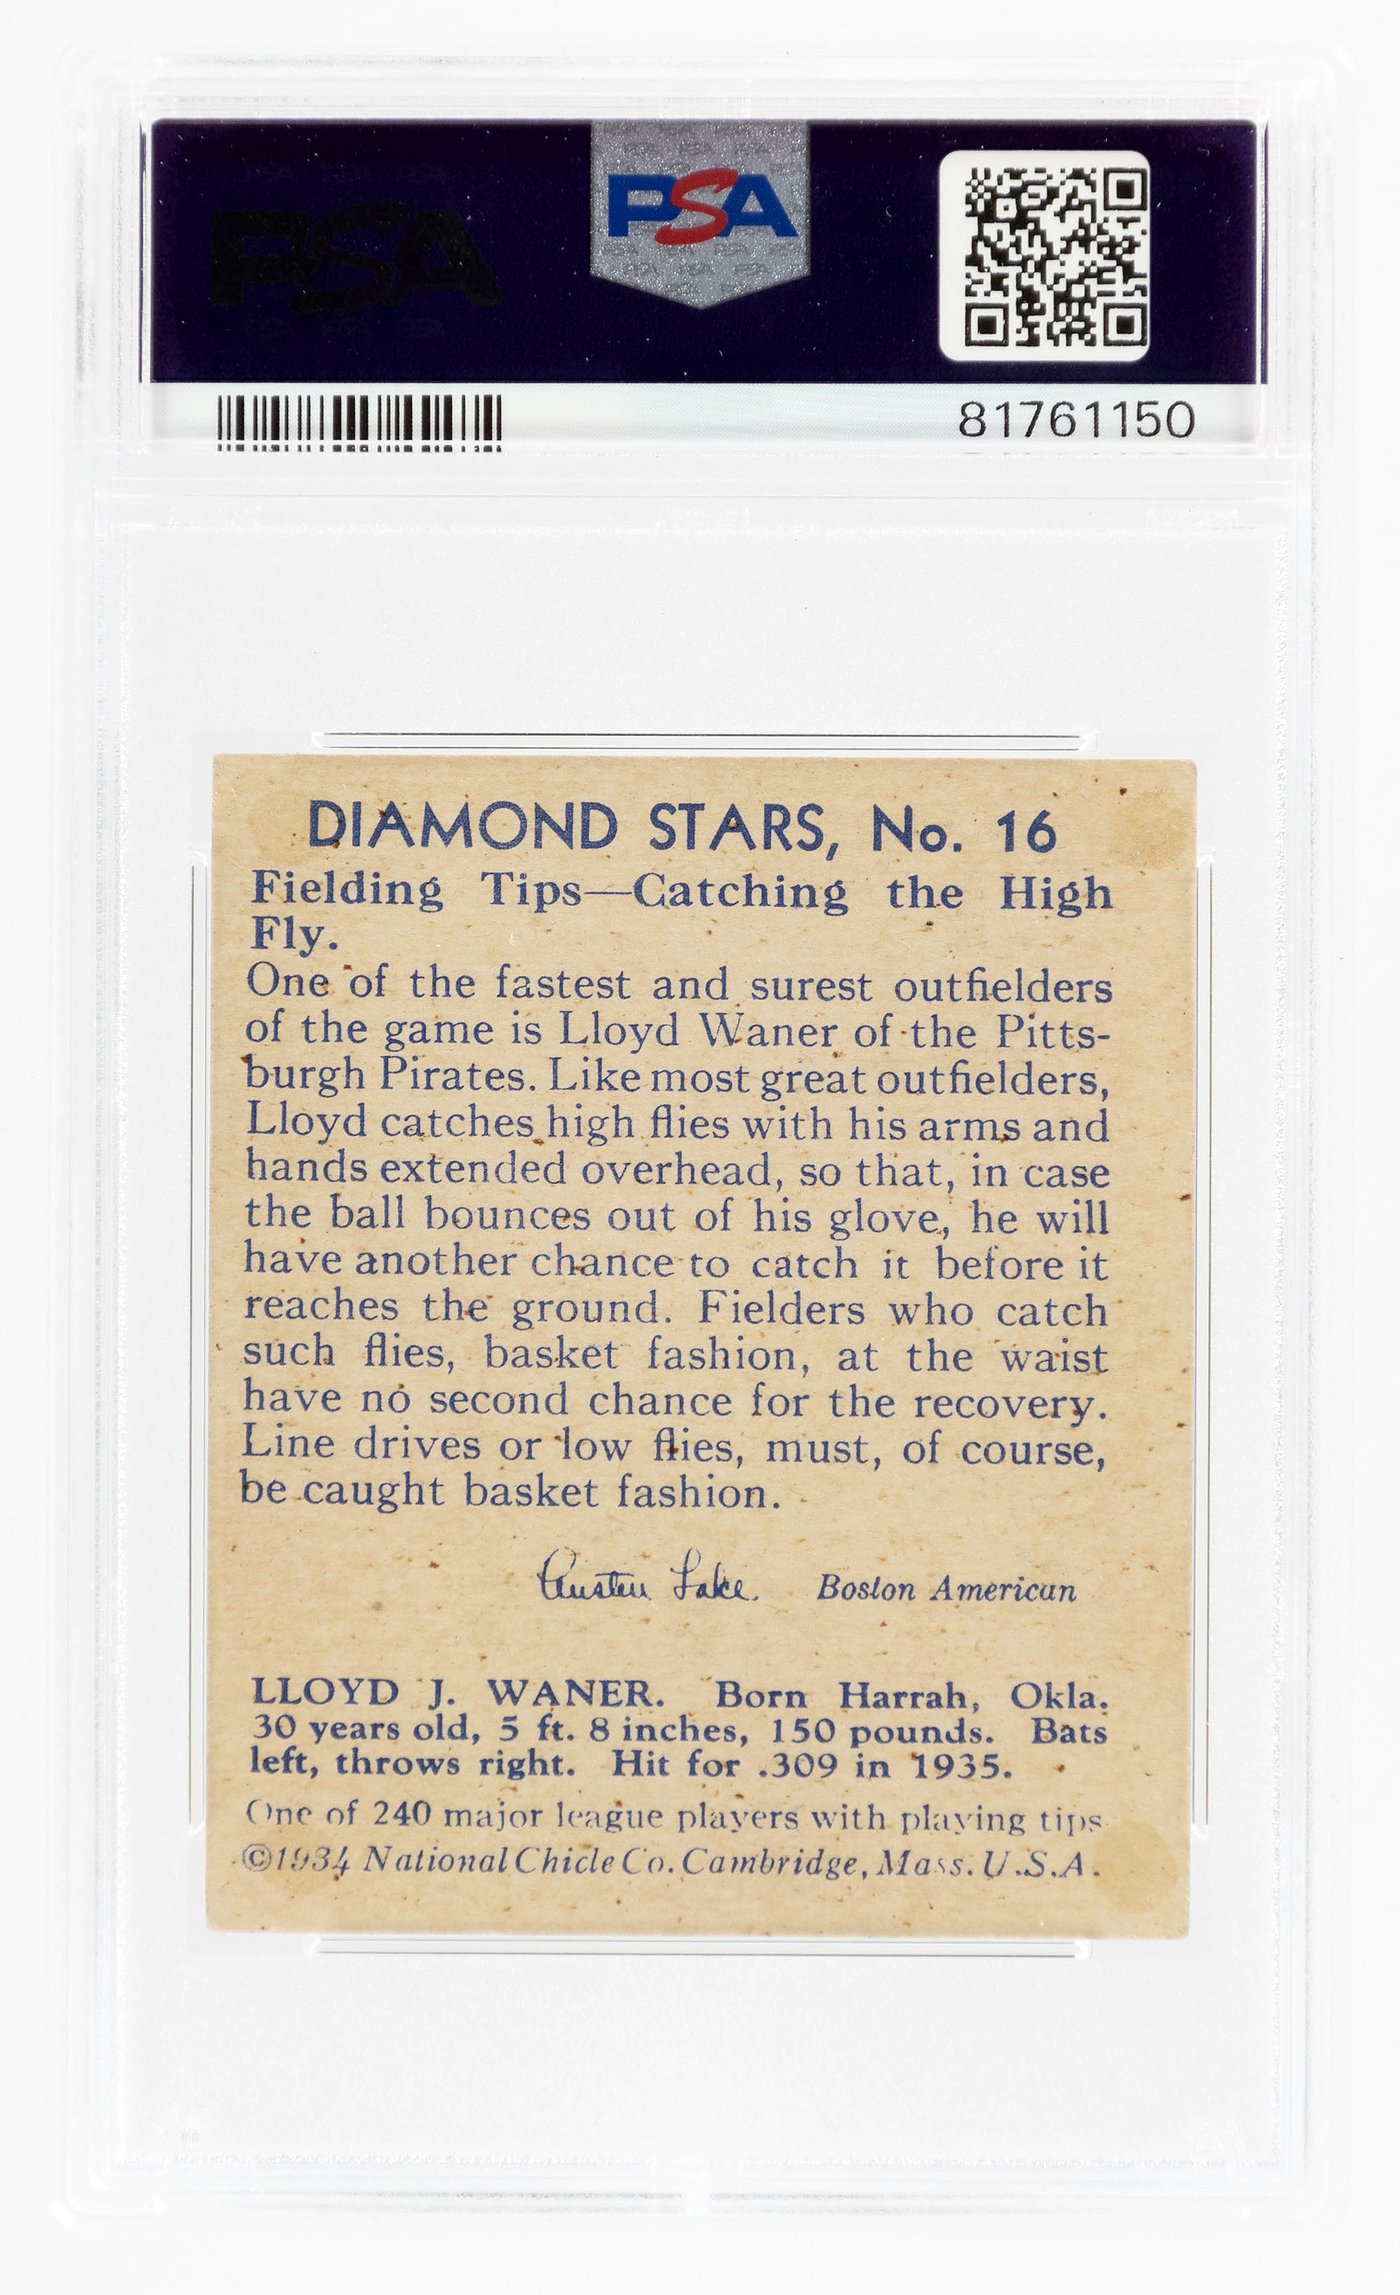 PSA
PSA
81761150
DIAMOND STARS, No. 16
Fielding Tips—Catching the High
Fly.
One of the fastest and surest outfielders
of the game is Lloyd Waner of the Pitts-
burgh Pirates. Like most great outfielders,
Lloyd catches high flies with his arms and
hands extended overhead, so that, in case
the ball bounces out of his glove, he will
have another chance to catch it before it
reaches the ground. Fielders who catch
such flies, basket fashion, at the waist
have no second chance for the recovery.
Line drives or low flies, must, of course,
be caught basket fashion.
Austen Lake. Boston American
LLOYD J. WANER. Born Harrah, Okla.
30 years old, 5 ft. 8 inches, 150 pounds. Bats
left, throws right. Hit for .309 in 1935.
One of 240 major league players with playing tips
©1934 National Chicle Co. Cambridge, Mass. U.S.A.